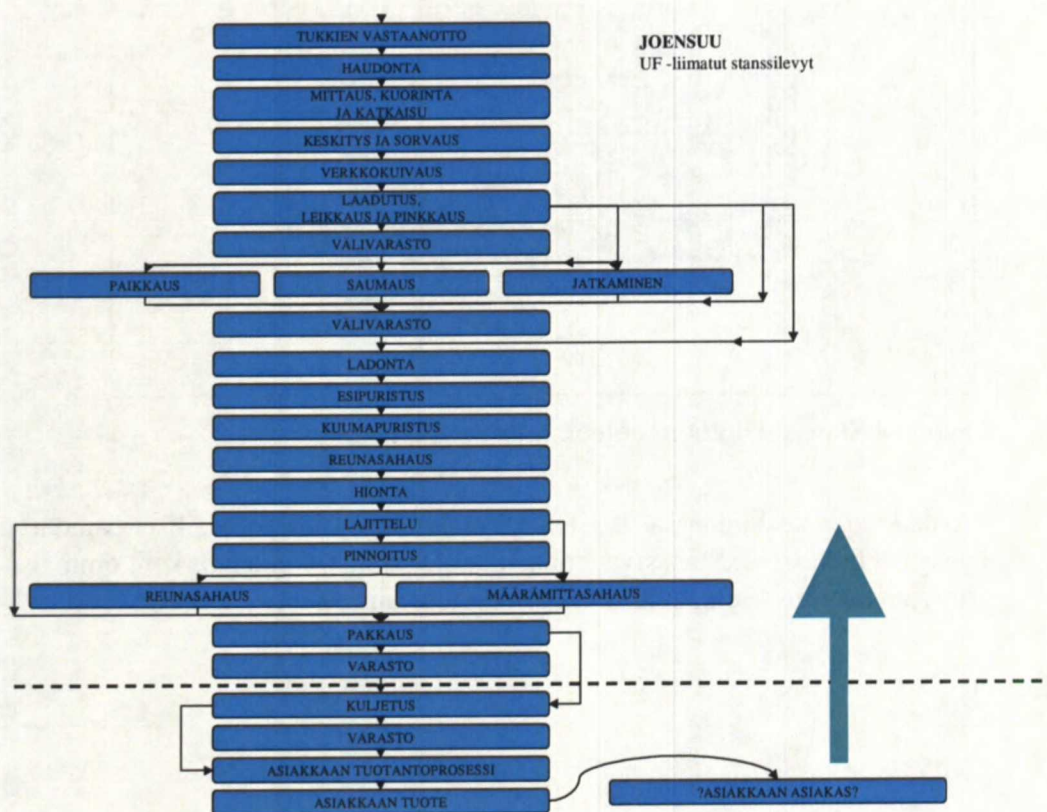 TUKKIEN VASTAANOTTO
JOENSUU
UF -liimatut stanssilevyt
HAUDONTA
MITTAUS, KUORINTA
JA KATKAISU
KESKITYS JA SORVAUS
VERKKOKUIVAUS
LAADUTUS,
LEIKKAUS JA PINKKAUS
VÄLIVARASTO
PAIKKAUS
SAUMAUS
JATKAMINEN
VÄLIVARASTO
LADONTA
ESIPURISTUS
KUUMAPURISTUS
REUNASAHAUS
HIONTA
LAJITTELU
PINNOITUS
REUNASAHAUS
MÄÄRÄMITTASAHAUS
PAKKAUS
VARASTO
KULJETUS
VARASTO
ASIAKKAAN TUOTANTOPROSESSI
ASIAKKAAN TUOTE
?ASIAKKAAN ASIAKAS?